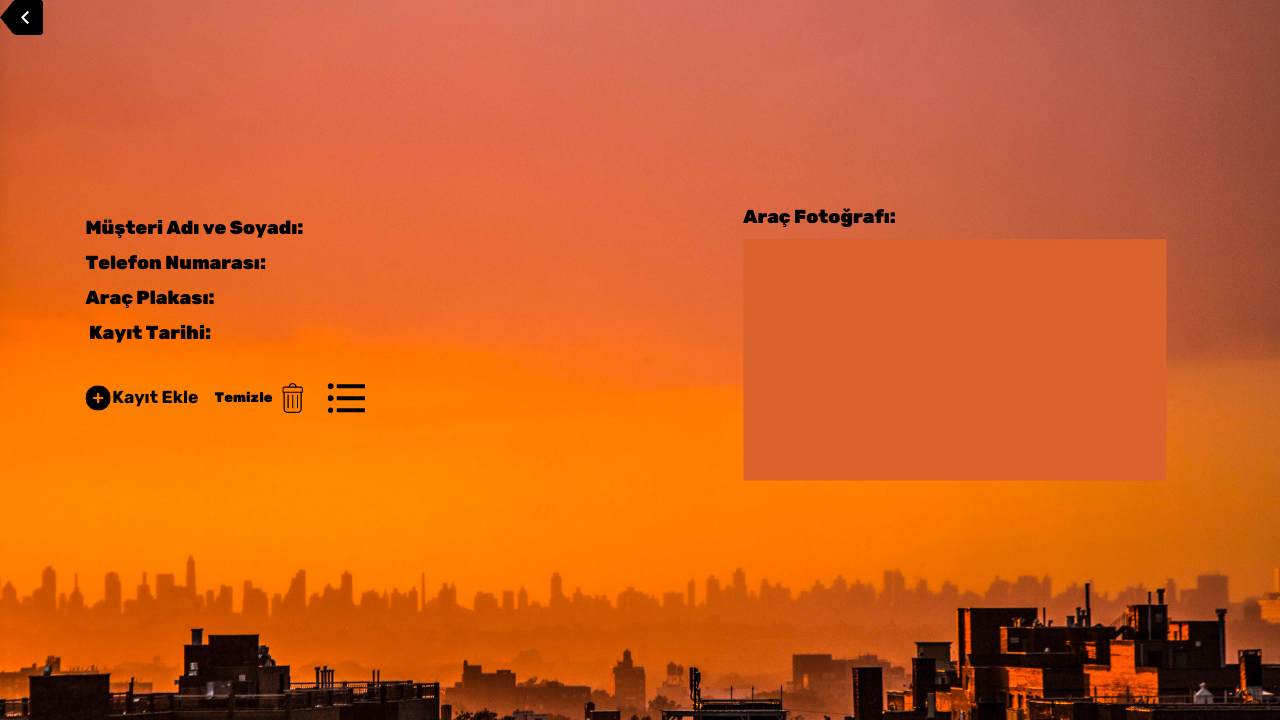 Müşteri Adı ve Soyadı:
Telefon Numarası:
Araç Plakası:
Kayıt Tarihi:
Kayıt Ekle
Temizle
Araç Fotoğrafı: